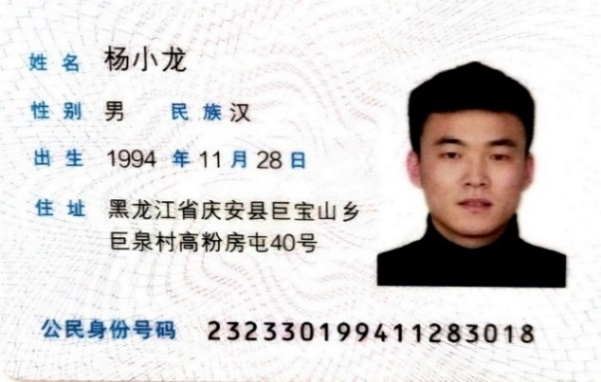 姓名 杨小龙
性别 男 民族 汉
出生 1994 年 11 月 28 日
住址 黑龙江省庆安县巨宝山乡
巨泉村高粉房屯40号
公民身份号码 232330199411283018